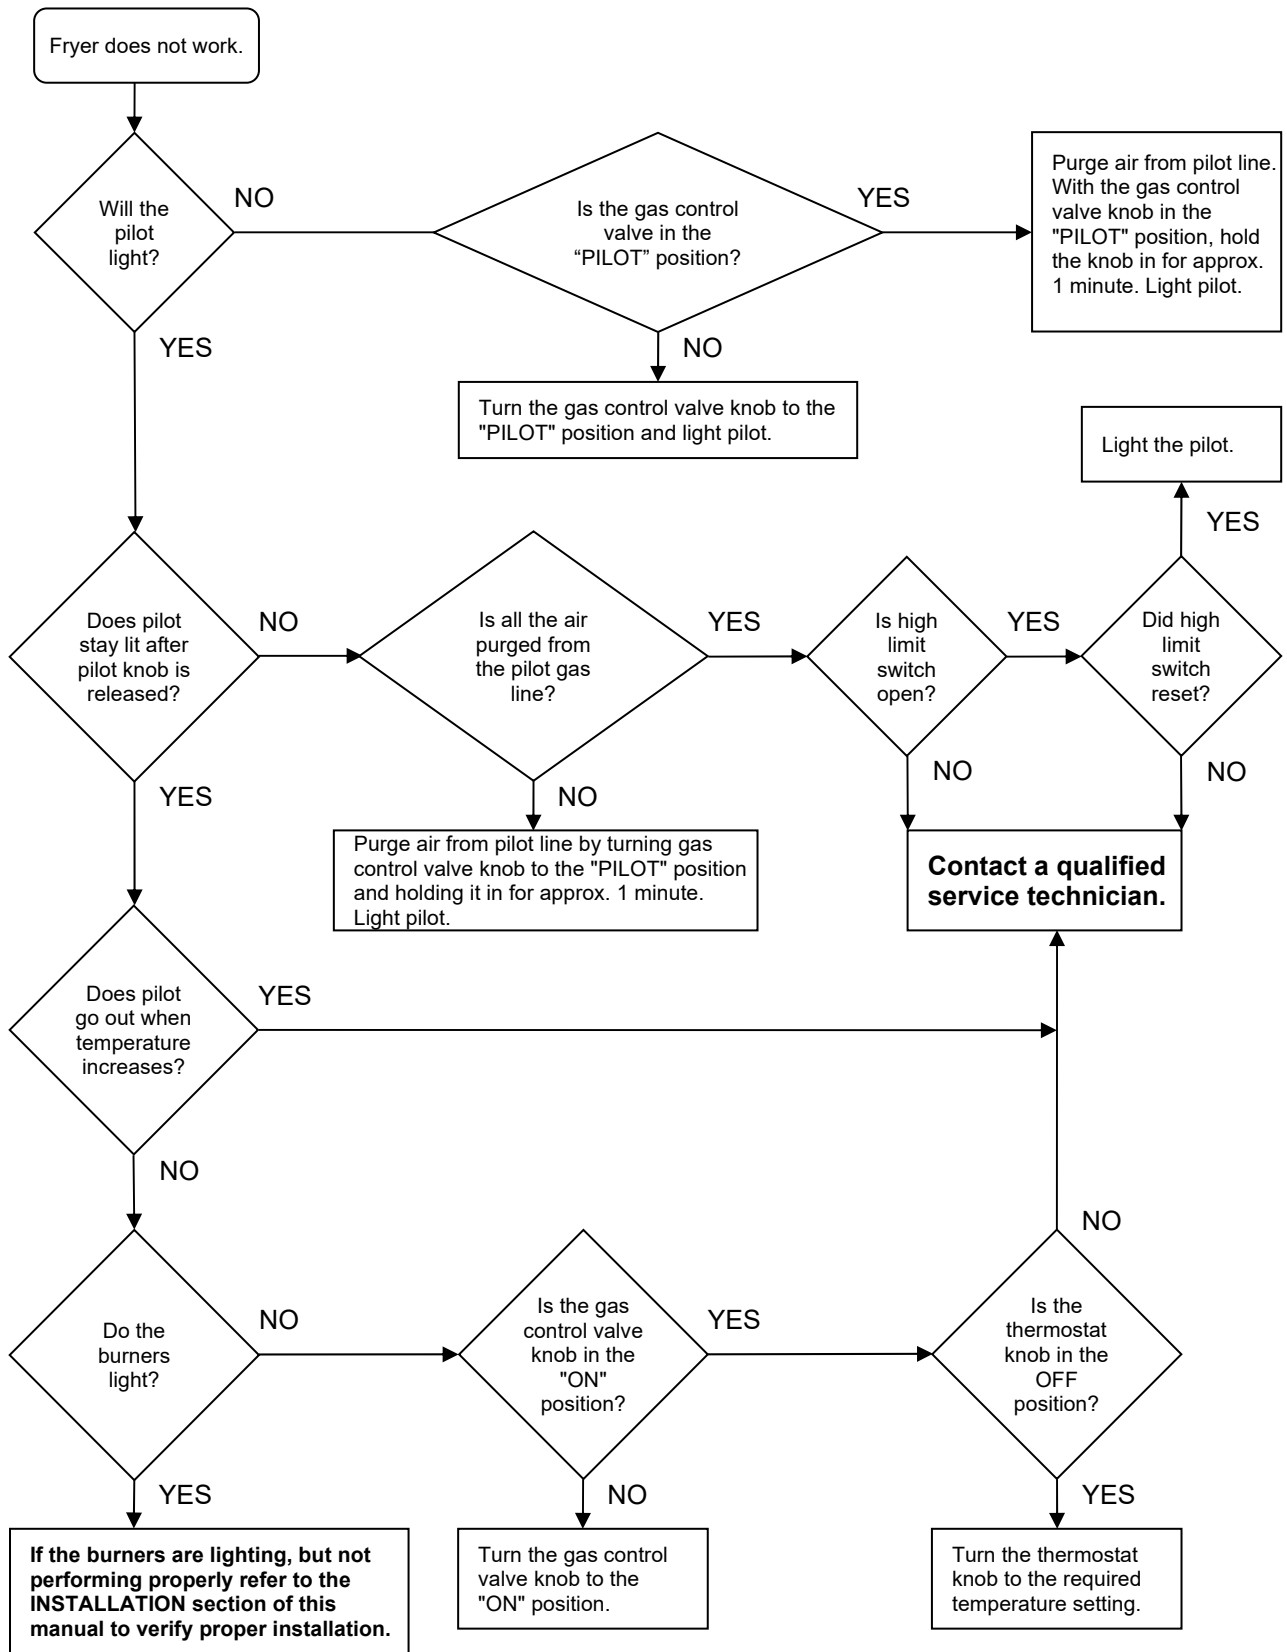 Fryer does not work.
Will the
pilot
light?
NO
Is the gas control
valve in the
“PILOT” position?
YES
Purge air from pilot line.
With the gas control
valve knob in the
"PILOT" position, hold
the knob in for approx.
1 minute. Light pilot.
YES
NO
Turn the gas control valve knob to the
"PILOT" position and light pilot.
Light the pilot.
YES
Does pilot
stay lit after
pilot knob is
released?
NO
Is all the air
purged from
the pilot gas
line?
YES
Is high
limit
switch
open?
YES
Did high
limit
switch
reset?
YES
NO
NO
NO
Purge air from pilot line by turning gas
control valve knob to the "PILOT" position
and holding it in for approx. 1 minute.
Light pilot.
Contact a qualified
service technician.
Does pilot
go out when
temperature
increases?
YES
NO
Do the
burners
light?
NO
Is the gas
control valve
knob in the
"ON"
position?
YES
Is the
thermostat
knob in the
OFF
position?
NO
YES
NO
YES
If the burners are lighting, but not
performing properly refer to the
INSTALLATION section of this
manual to verify proper installation.
Turn the gas control
valve knob to the
"ON" position.
Turn the thermostat
knob to the required
temperature setting.